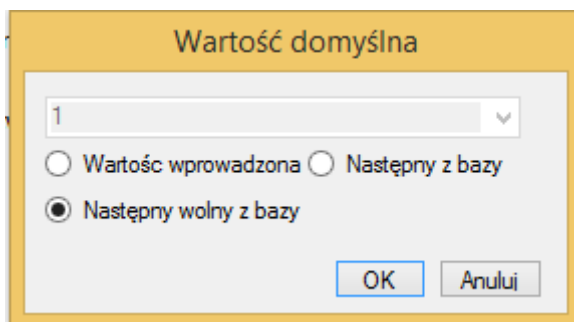 Wartość domyślna
1
Wartośc wprowadzona Następny z bazy
Następny wolny z bazy
OK Anuluj